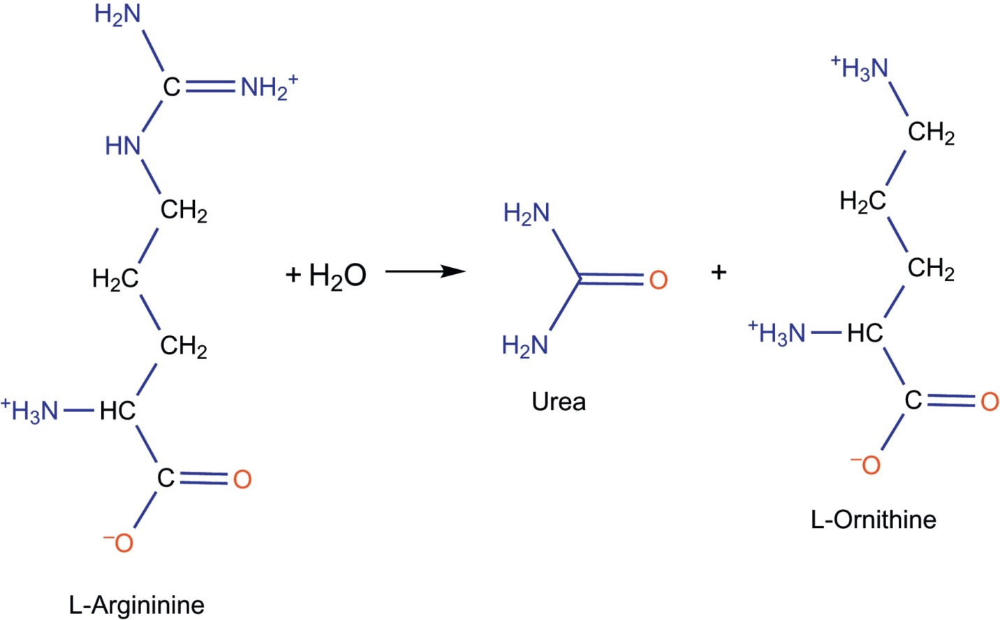 H₂N
C
NH₂⁺
HN
CH₂
H₂C
CH₂
⁺H₃N
HC
C
O
⁻O
L-Argininine
+ H₂O
H₂N
O
H₂N
Urea
+
⁺H₃N
CH₂
H₂C
CH₂
⁺H₃N
HC
C
O
⁻O
L-Ornithine